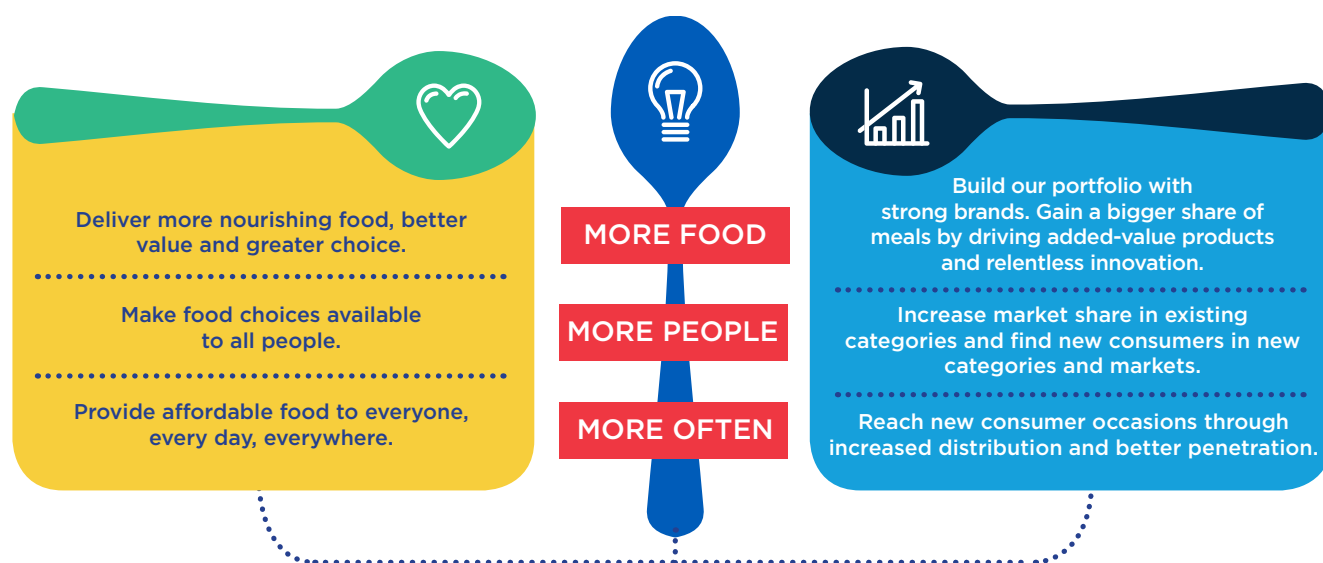 Deliver more nourishing food, better
value and greater choice.
Make food choices available
to all people.
Provide affordable food to everyone,
every day, everywhere.
MORE FOOD
MORE PEOPLE
MORE OFTEN
Build our portfolio with
strong brands. Gain a bigger share of
meals by driving added-value products
and relentless innovation.
Increase market share in existing
categories and find new consumers in new
categories and markets.
Reach new consumer occasions through
increased distribution and better penetration.